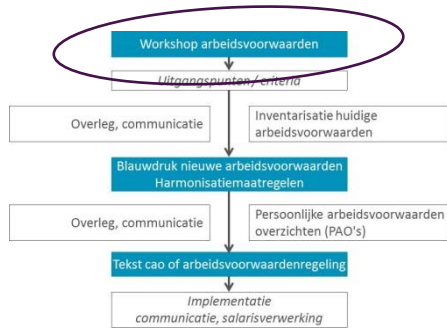 Workshop arbeidsvoorwaarden
Uitgangspunten / criteria
Overleg, communicatie
Inventarisatie huidige
arbeidsvoorwaarden
Blauwdruk nieuwe arbeidsvoorwaarden
Harmonisatiemaatregelen
Overleg, communicatie
Persoonlijke arbeidsvoorwaarden
overzichten (PAO's)
Tekst cao of arbeidsvoorwaardenregeling
Implementatie
communicatie, salarisverwerking